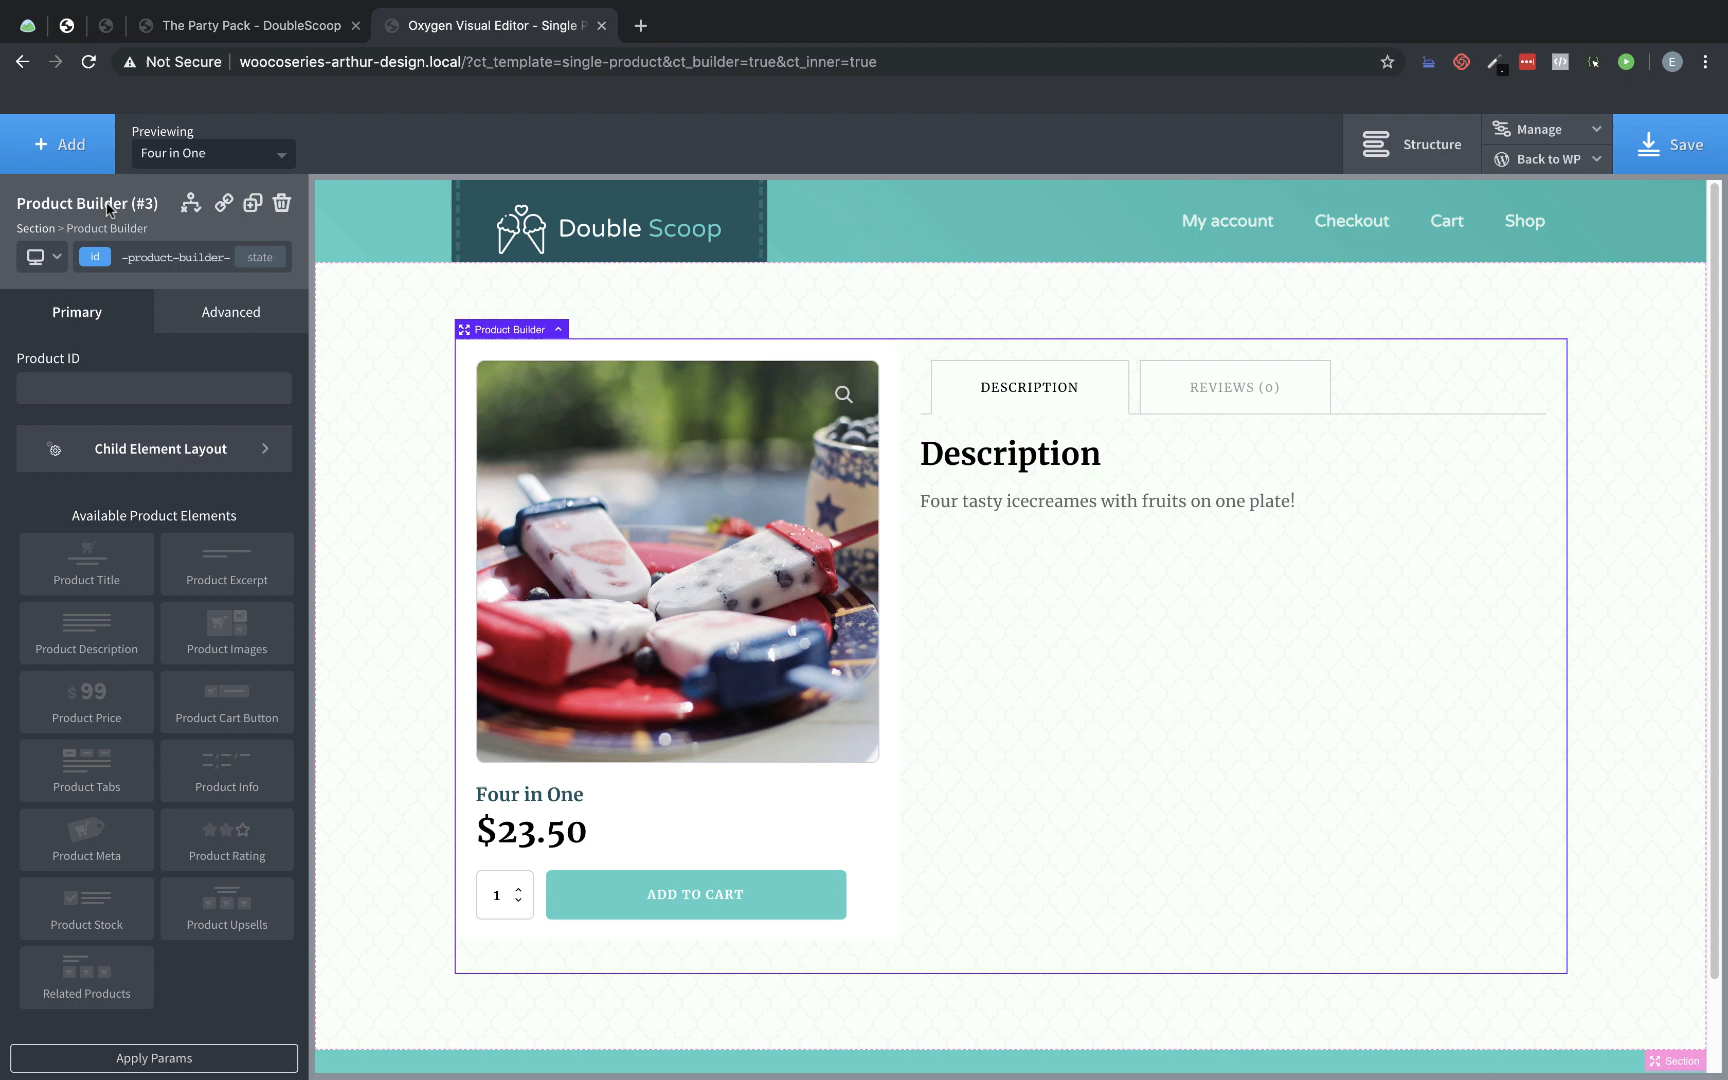 The Party Pack - DoubleScoop
Oxygen Visual Editor - Single P
Not Secure
woocoseries-arthur-design.local/?ct_template=single-product&ct_builder=true&ct_inner=true
E
+ Add
Previewing
Four in One
Structure
Manage
Back to WP
Save
Product Builder (#3)
Section > Product Builder
id
-product-builder-
state
Primary
Advanced
Product ID
Child Element Layout
Available Product Elements
Product Title
Product Excerpt
Product Description
Product Images
$ 99
Product Price
Product Cart Button
Product Tabs
Product Info
Product Meta
Product Rating
Product Stock
Product Upsells
Related Products
Apply Params
Double Scoop
My account
Checkout
Cart
Shop
Product Builder
DESCRIPTION
REVIEWS (0)
Description
Four tasty icecreames with fruits on one plate!
Four in One
$23.50
1
ADD TO CART
Section